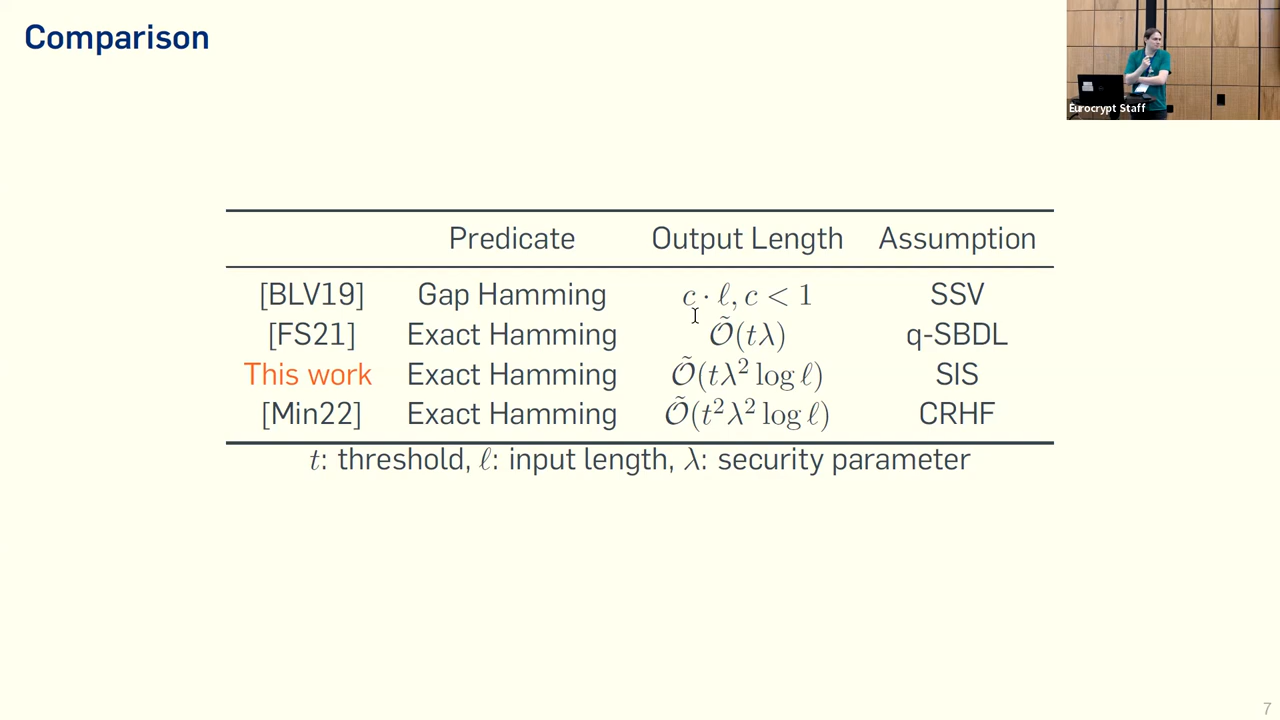 Comparison
Eurocrypt Staff
Predicate Output Length Assumption
[BLV19] Gap Hamming c · ℓ, c < 1 SSV
[FS21] Exact Hamming Õ(tλ) q-SBDL
This work Exact Hamming Õ(tλ² log ℓ) SIS
[Min22] Exact Hamming Õ(t²λ² log ℓ) CRHF
t: threshold, ℓ: input length, λ: security parameter
7